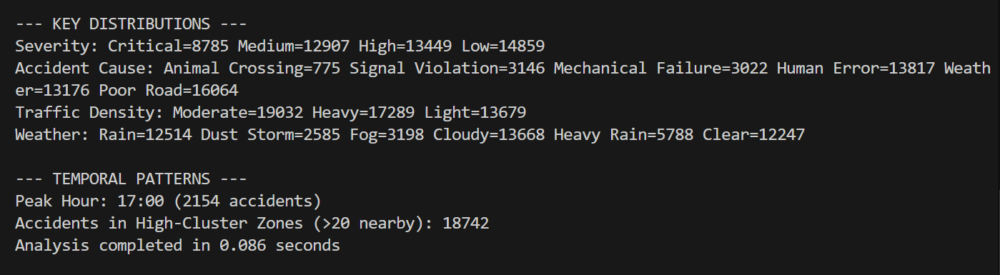 --- KEY DISTRIBUTIONS ---
Severity: Critical=8785 Medium=12907 High=13449 Low=14859
Accident Cause: Animal Crossing=775 Signal Violation=3146 Mechanical Failure=3022 Human Error=13817 Weath
er=13176 Poor Road=16064
Traffic Density: Moderate=19032 Heavy=17289 Light=13679
Weather: Rain=12514 Dust Storm=2585 Fog=3198 Cloudy=13668 Heavy Rain=5788 Clear=12247
--- TEMPORAL PATTERNS ---
Peak Hour: 17:00 (2154 accidents)
Accidents in High-Cluster Zones (>20 nearby): 18742
Analysis completed in 0.086 seconds